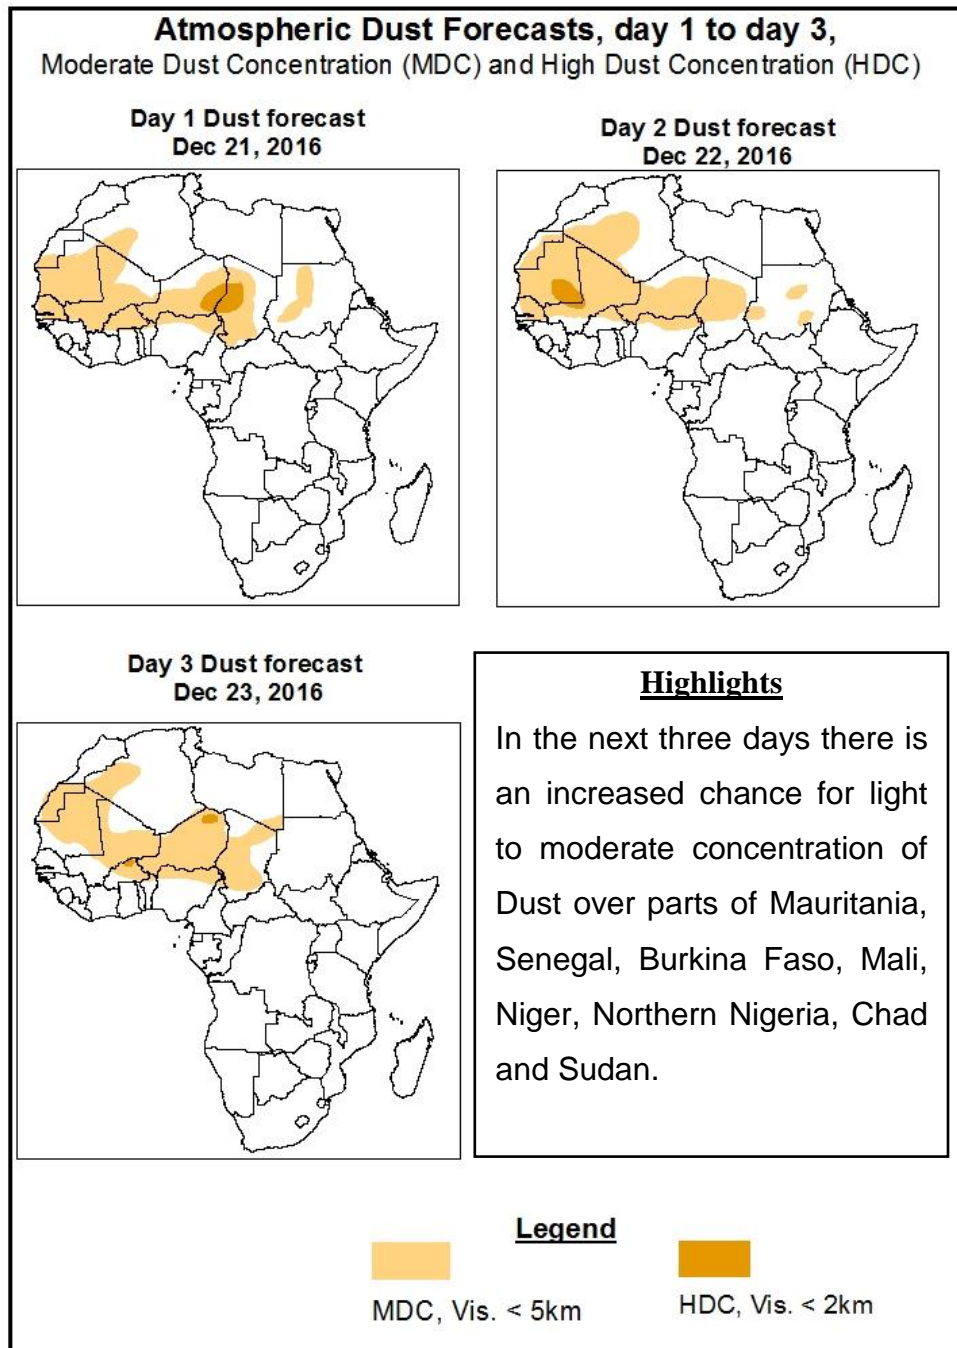 Atmospheric Dust Forecasts, day 1 to day 3,
Moderate Dust Concentration (MDC) and High Dust Concentration (HDC)
Day 1 Dust forecast
Dec 21, 2016
Day 2 Dust forecast
Dec 22, 2016
Day 3 Dust forecast
Dec 23, 2016
Highlights
In the next three days there is
an increased chance for light
to moderate concentration of
Dust over parts of Mauritania,
Senegal, Burkina Faso, Mali,
Niger, Northern Nigeria, Chad
and Sudan.
Legend
MDC, Vis. < 5km
HDC, Vis. < 2km